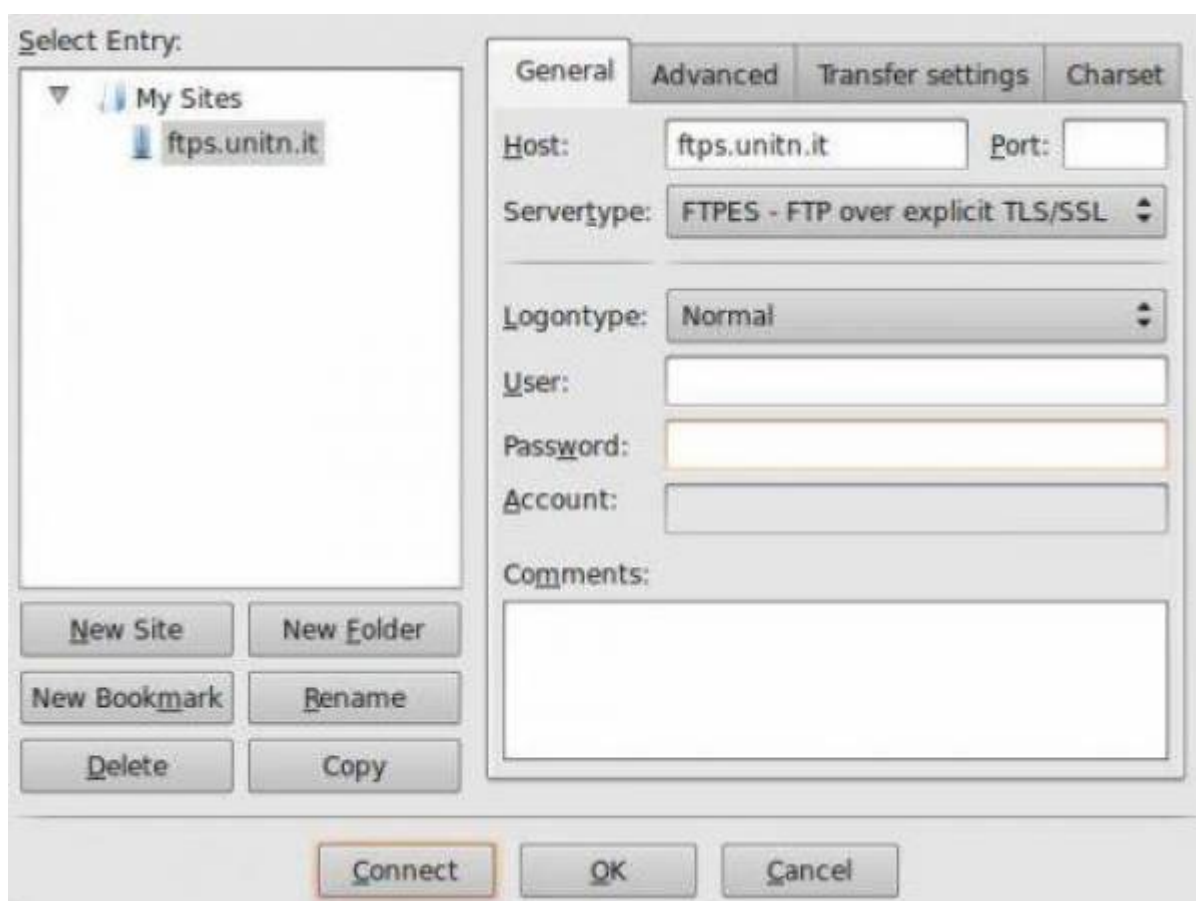 Select Entry:
My Sites
ftps.unitn.it
New Site
New Folder
New Bookmark
Rename
Delete
Copy
General
Advanced
Transfer settings
Charset
Host:
ftps.unitn.it
Port:
Servertype:
FTPES - FTP over explicit TLS/SSL
Logontype:
Normal
User:
Password:
Account:
Comments:
Connect
OK
Cancel